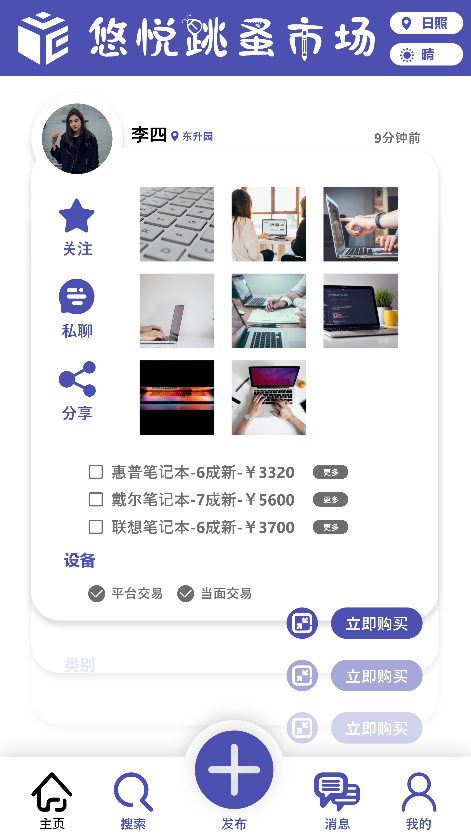 悠悦跳蚤市场
日照
晴
李四 东升园
9分钟前
关注
私聊
分享
惠普笔记本-6成新-￥3320 更多
戴尔笔记本-7成新-￥5600 更多
联想笔记本-6成新-￥3700 更多
设备
平台交易 当面交易
立即购买
类别
立即购买
立即购买
主页
搜索
发布
消息
我的